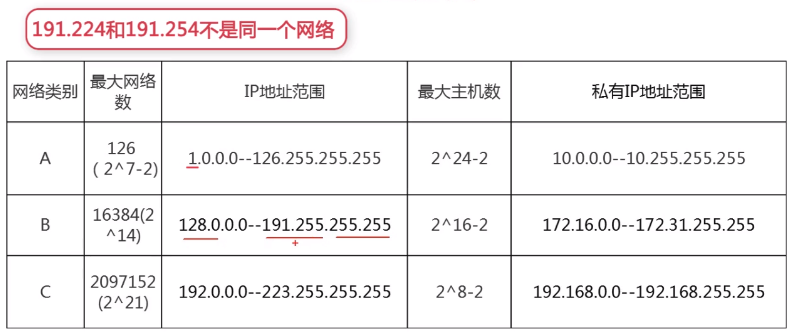 191.224和191.254不是同一个网络
网络类别 最大网络数 IP地址范围 最大主机数 私有IP地址范围
A 126(2^7-2) 1.0.0.0--126.255.255.255 2^24-2 10.0.0.0--10.255.255.255
B 16384(2^14) 128.0.0.0--191.255.255.255 2^16-2 172.16.0.0--172.31.255.255
C 2097152(2^21) 192.0.0.0--223.255.255.255 2^8-2 192.168.0.0--192.168.255.255